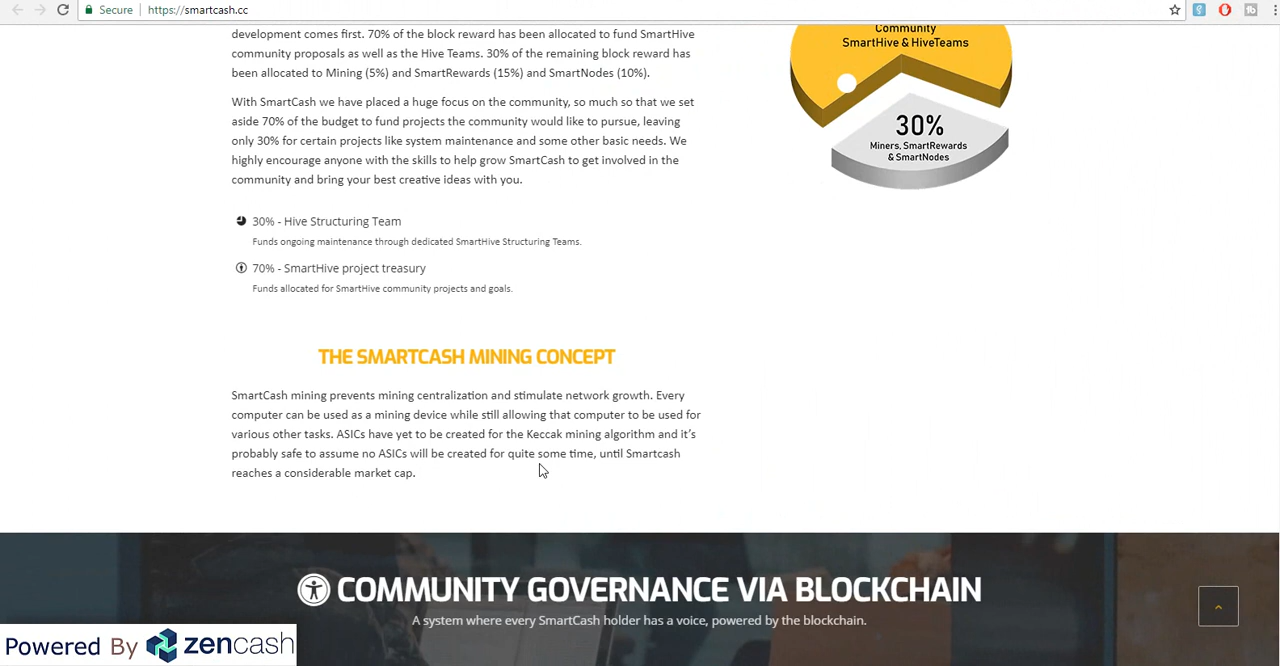 Secure https://smartcash.cc
development comes first. 70% of the block reward has been allocated to fund SmartHive
community proposals as well as the Hive Teams. 30% of the remaining block reward has
been allocated to Mining (5%) and SmartRewards (15%) and SmartNodes (10%).
With SmartCash we have placed a huge focus on the community, so much so that we set
aside 70% of the budget to fund projects the community would like to pursue, leaving
only 30% for certain projects like system maintenance and some other basic needs. We
highly encourage anyone with the skills to help grow SmartCash to get involved in the
community and bring your best creative ideas with you.
30% - Hive Structuring Team
Funds ongoing maintenance through dedicated SmartHive Structuring Teams.
70% - SmartHive project treasury
Funds allocated for SmartHive community projects and goals.
Community
SmartHive & HiveTeams
30%
Miners, SmartRewards
& SmartNodes
THE SMARTCASH MINING CONCEPT
SmartCash mining prevents mining centralization and stimulate network growth. Every
computer can be used as a mining device while still allowing that computer to be used for
various other tasks. ASICs have yet to be created for the Keccak mining algorithm and it's
probably safe to assume no ASICs will be created for quite some time, until Smartcash
reaches a considerable market cap.
COMMUNITY GOVERNANCE VIA BLOCKCHAIN
A system where every SmartCash holder has a voice, powered by the blockchain.
Powered By zencash